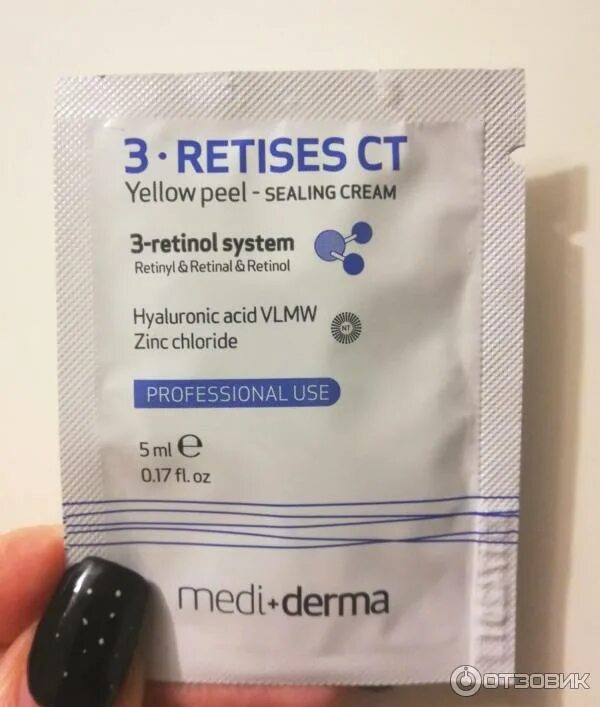 3 · RETISES CT
Yellow peel - SEALING CREAM
3-retinol system
Retinyl & Retinal & Retinol
Hyaluronic acid VLMW
NT
Zinc chloride
PROFESSIONAL USE
5 ml e
0.17 fl. oz
medi+derma
ОТЗОВИК